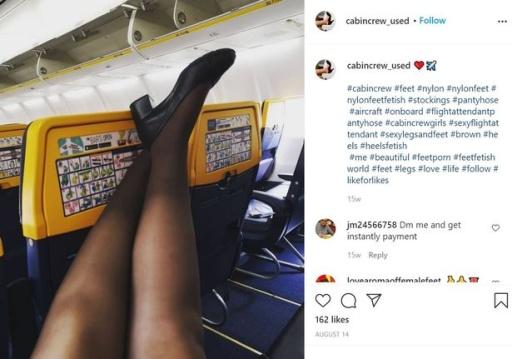 cabincrew_used • Follow
cabincrew_used ❤️✈️
#cabincrew #feet #nylon #nylonfeet #
nylonfeetfetish #stockings #pantyhose
#aircraft #onboard #flightattendantp
antyhose #cabincrewgirls #sexyflightat
tendant #sexylegsandfeet #brown #he
els #heelsfetish
#me #beautiful #feetporn #feetfetish
world #feet #legs #love #life #follow #
likeforlikes
15w
jm24566758 Dm me and get
instantly payment
15w Reply
lovearomaoffemalefeet
162 likes
AUGUST 14